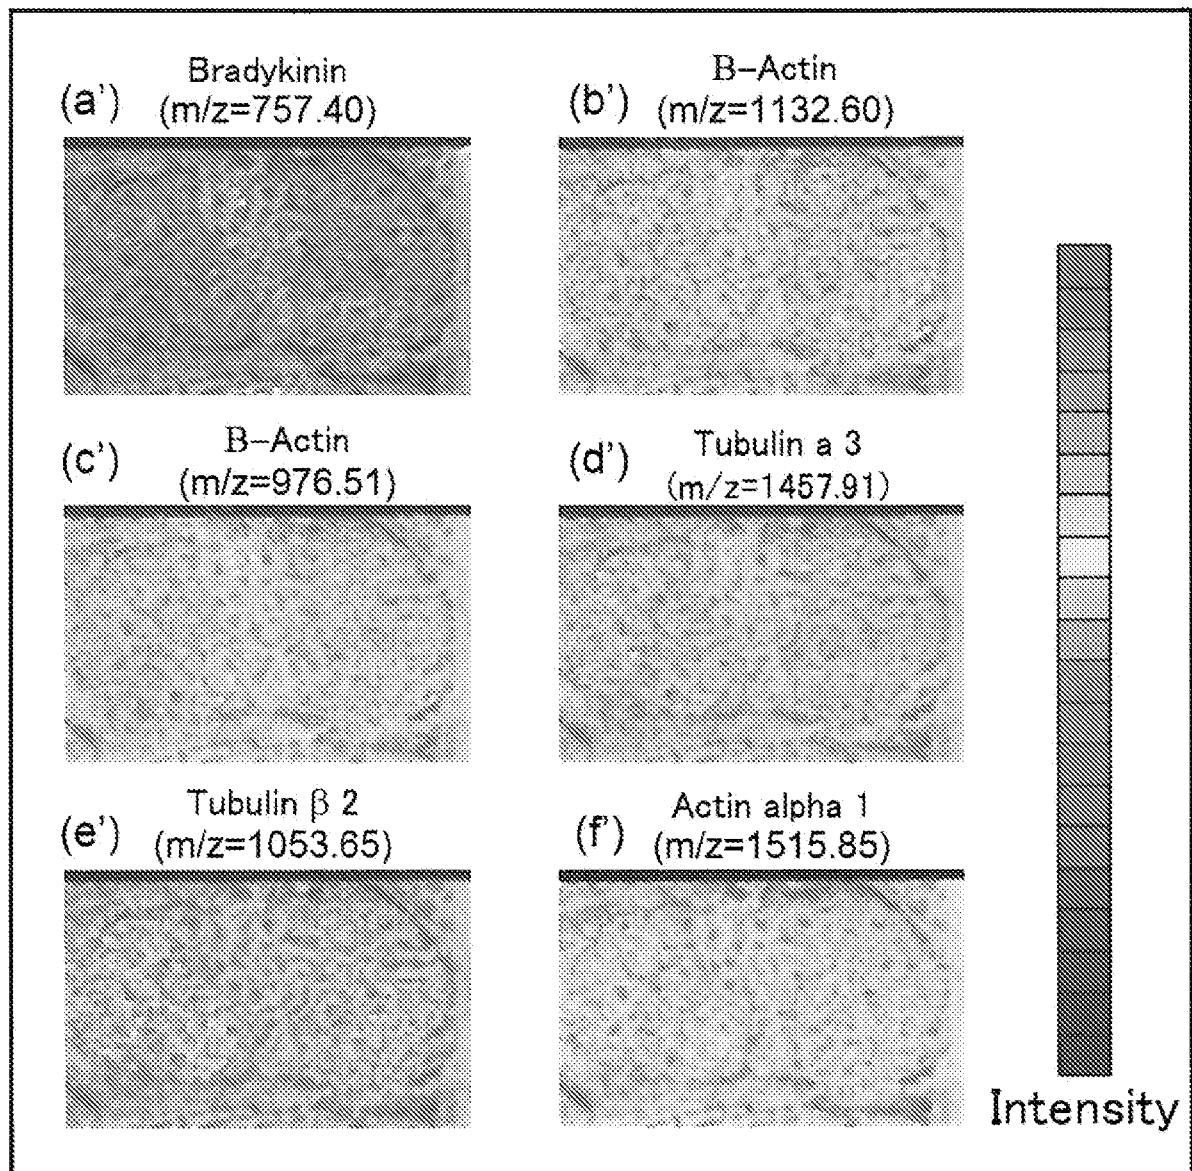 (a') Bradykinin
(m/z=757.40)
(b') B-Actin
(m/z=1132.60)
(c') B-Actin
(m/z=976.51)
(d') Tubulin a 3
(m/z=1457.91)
(e') Tubulin β 2
(m/z=1053.65)
(f') Actin alpha 1
(m/z=1515.85)
Intensity